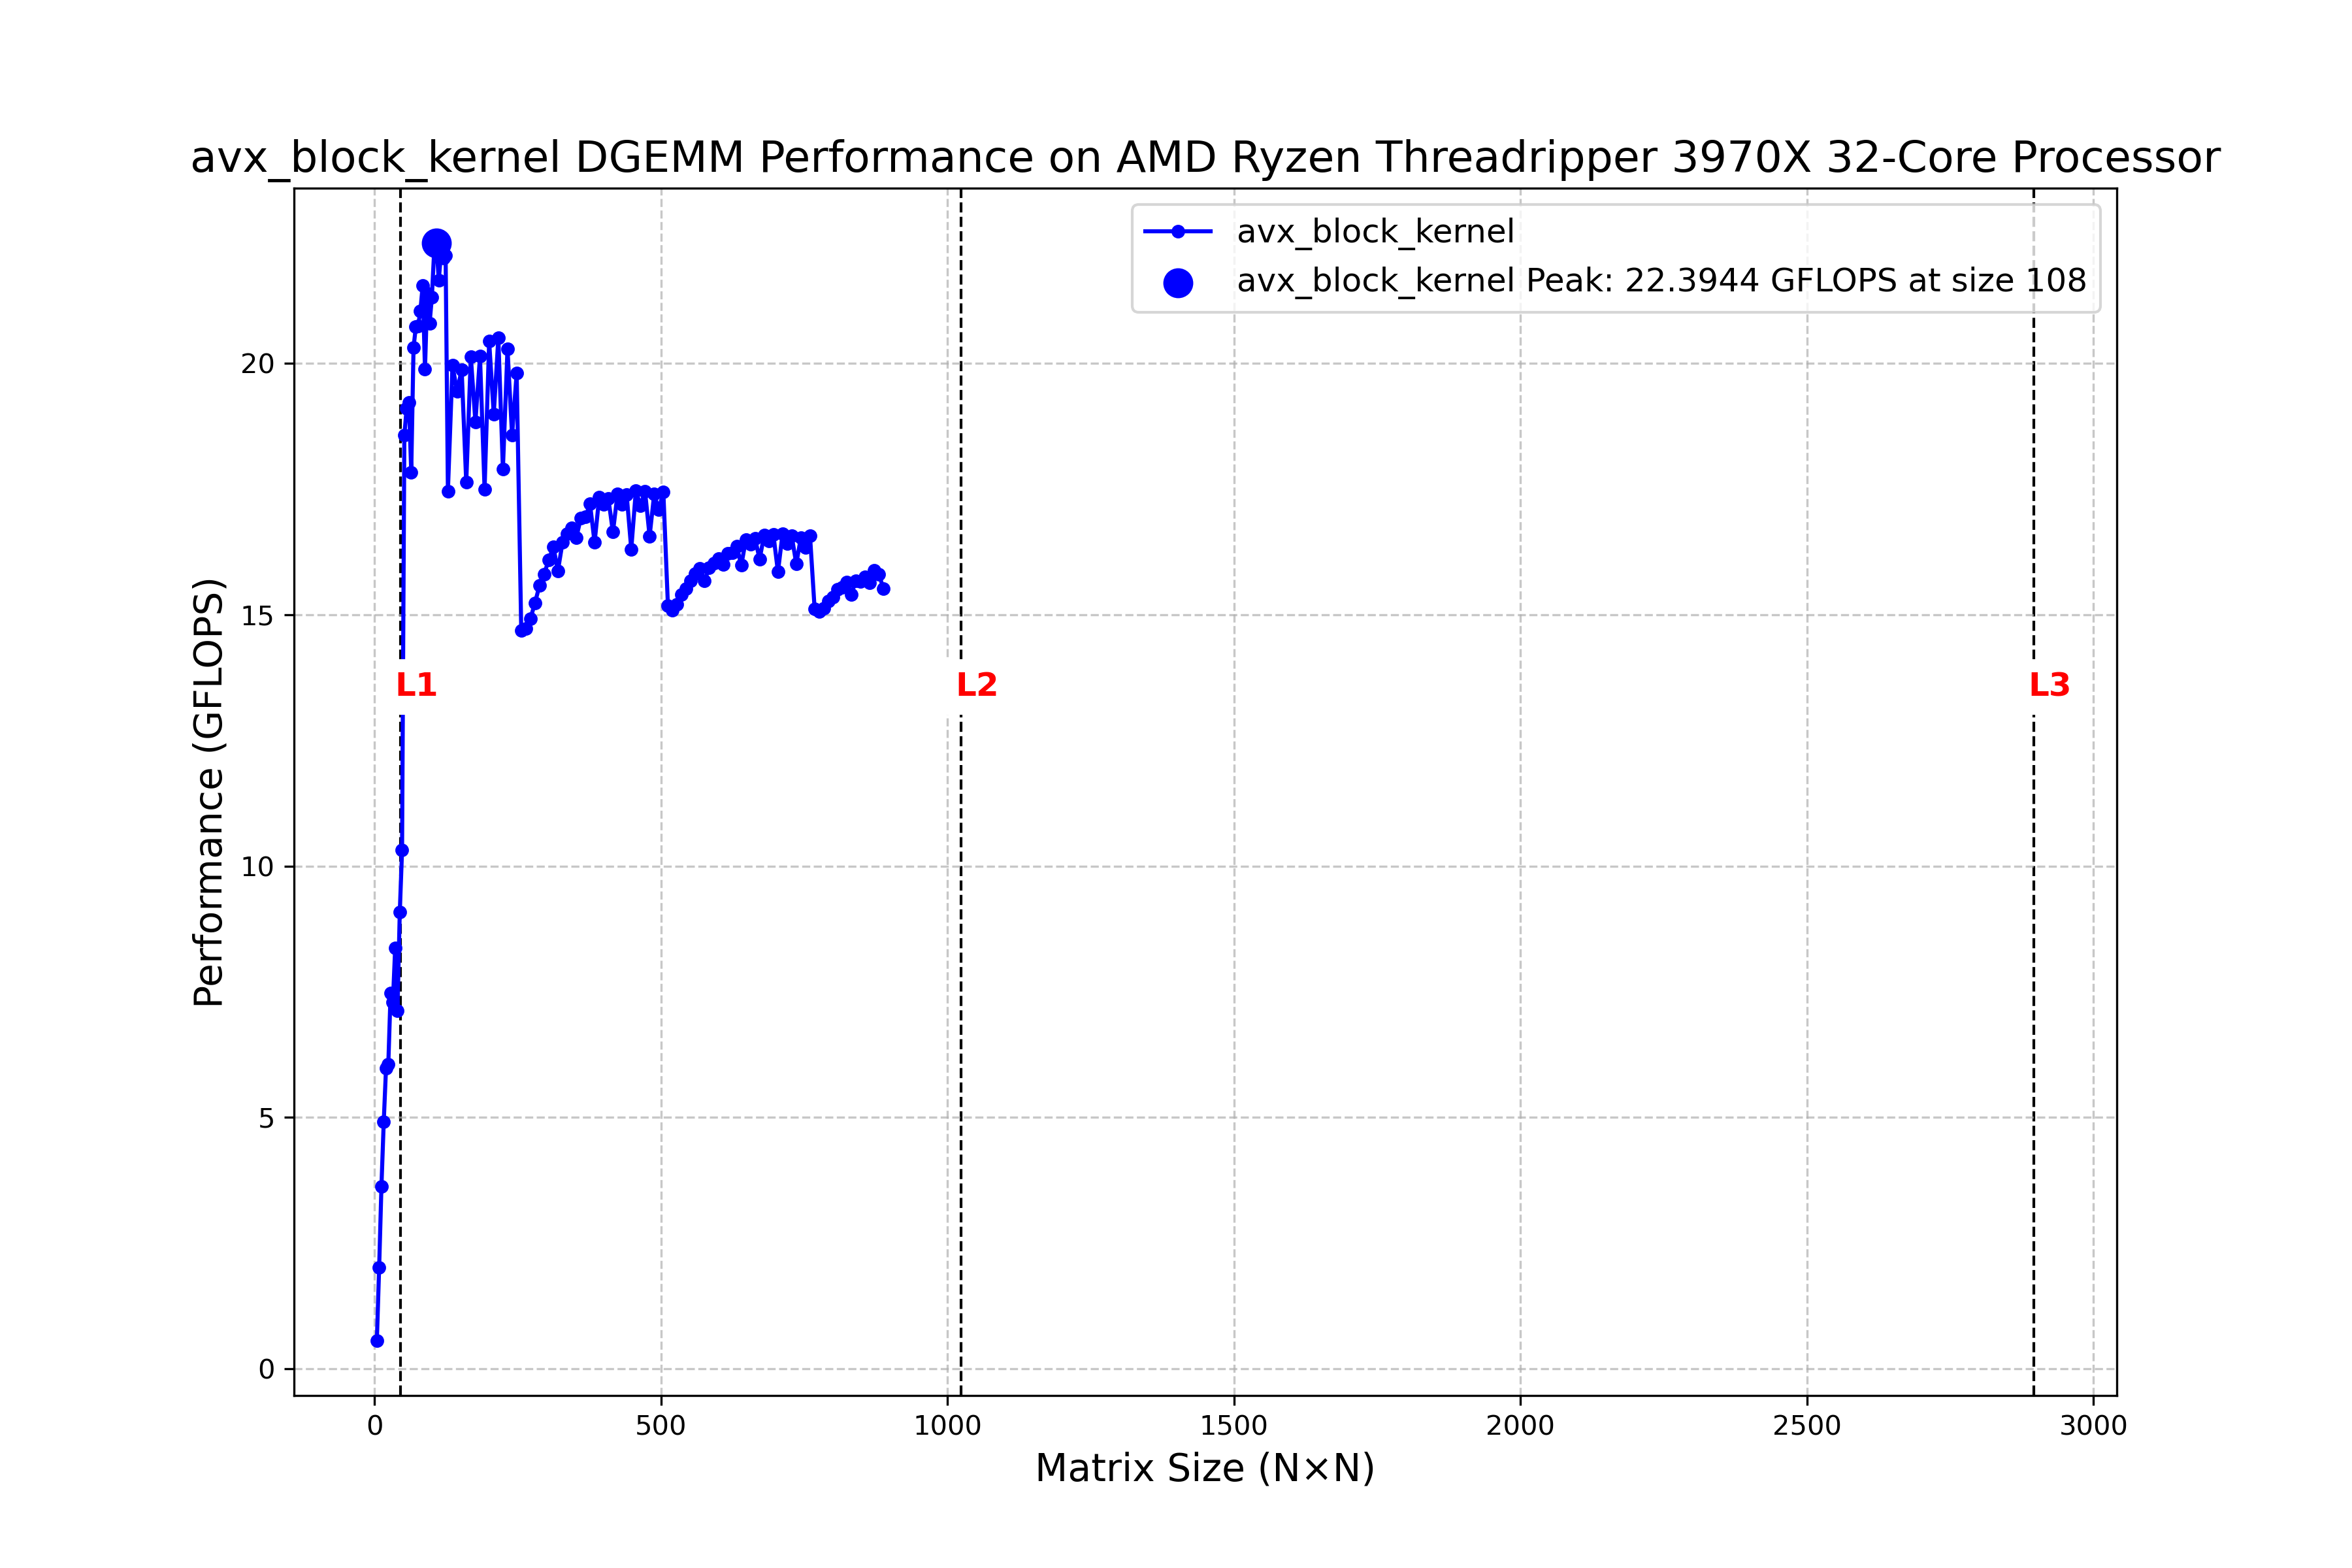 avx_block_kernel DGEMM Performance on AMD Ryzen Threadripper 3970X 32-Core Processor
avx_block_kernel
avx_block_kernel Peak: 22.3944 GFLOPS at size 108
20
15
10
5
0
Performance (GFLOPS)
L1
L2
L3
0
500
1000
1500
2000
2500
3000
Matrix Size (N×N)